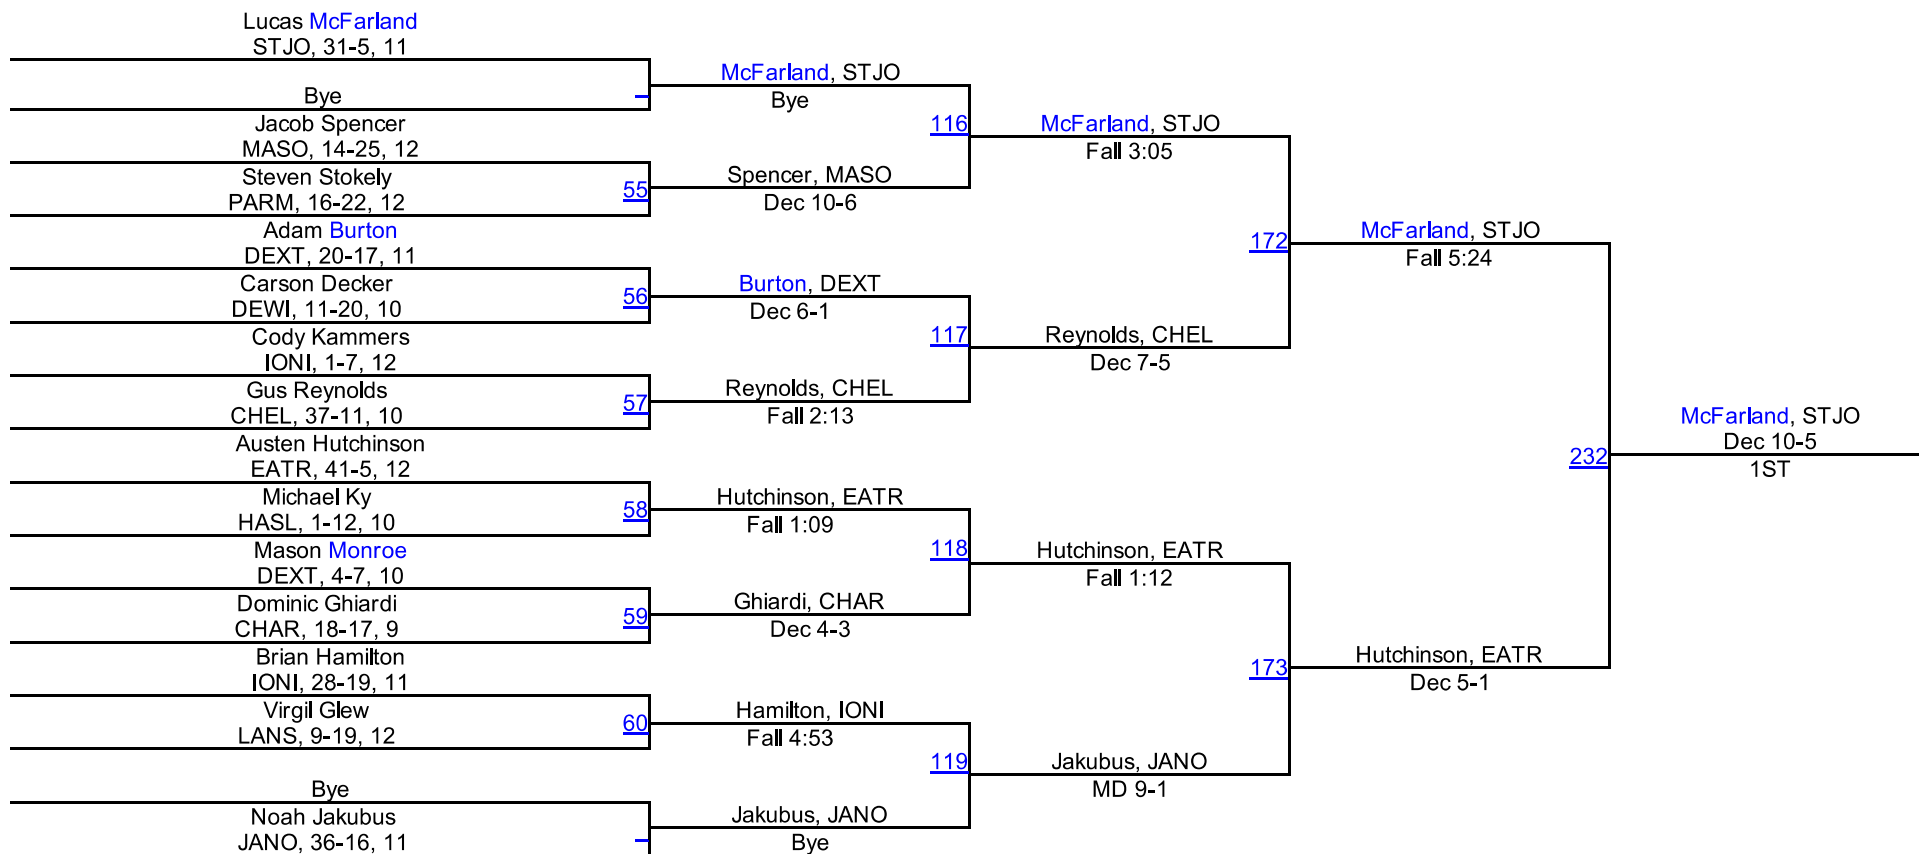 Lucas McFarland
STJO, 31-5, 11
Bye
Jacob Spencer
MASO, 14-25, 12
Steven Stokely
PARM, 16-22, 12
55
Adam Burton
DEXT, 20-17, 11
Carson Decker
DEWI, 11-20, 10
56
Cody Kammers
IONI, 1-7, 12
Gus Reynolds
CHEL, 37-11, 10
57
Austen Hutchinson
EATR, 41-5, 12
Michael Ky
HASL, 1-12, 10
58
Mason Monroe
DEXT, 4-7, 10
Dominic Ghiardi
CHAR, 18-17, 9
59
Brian Hamilton
IONI, 28-19, 11
Virgil Glew
LANS, 9-19, 12
60
Bye
Noah Jakubus
JANO, 36-16, 11
McFarland, STJO
Bye
116
Spencer, MASO
Dec 10-6
Burton, DEXT
Dec 6-1
117
Reynolds, CHEL
Fall 2:13
Hutchinson, EATR
Fall 1:09
118
Ghiardi, CHAR
Dec 4-3
Hamilton, IONI
Fall 4:53
119
Jakubus, JANO
Bye
McFarland, STJO
Fall 3:05
172
Reynolds, CHEL
Dec 7-5
Hutchinson, EATR
Fall 1:12
173
Jakubus, JANO
MD 9-1
McFarland, STJO
Fall 5:24
232
Hutchinson, EATR
Dec 5-1
McFarland, STJO
Dec 10-5
1ST